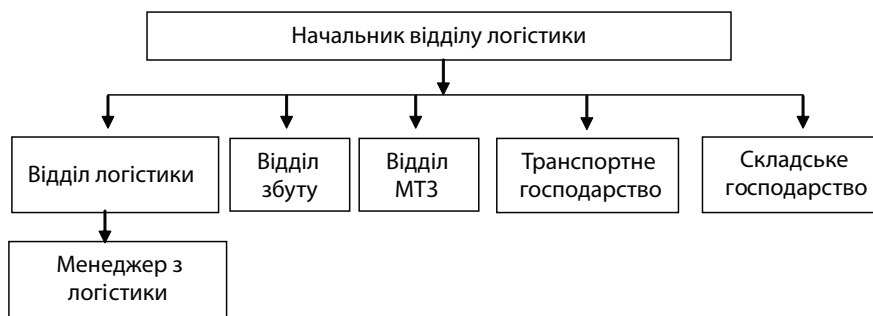 Начальник відділу логістики
Відділ логістики
Відділ
збуту
Відділ
МТЗ
Транспортне
господарство
Складське
господарство
Менеджер з
логістики